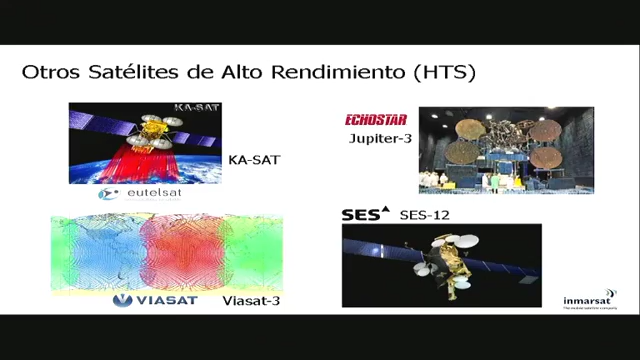 Otros Satélites de Alto Rendimiento (HTS)
KA-SAT
KA-SAT
eutelsat
ECHOSTAR
Jupiter-3
SES SES-12
VIASAT Viasat-3
inmarsat